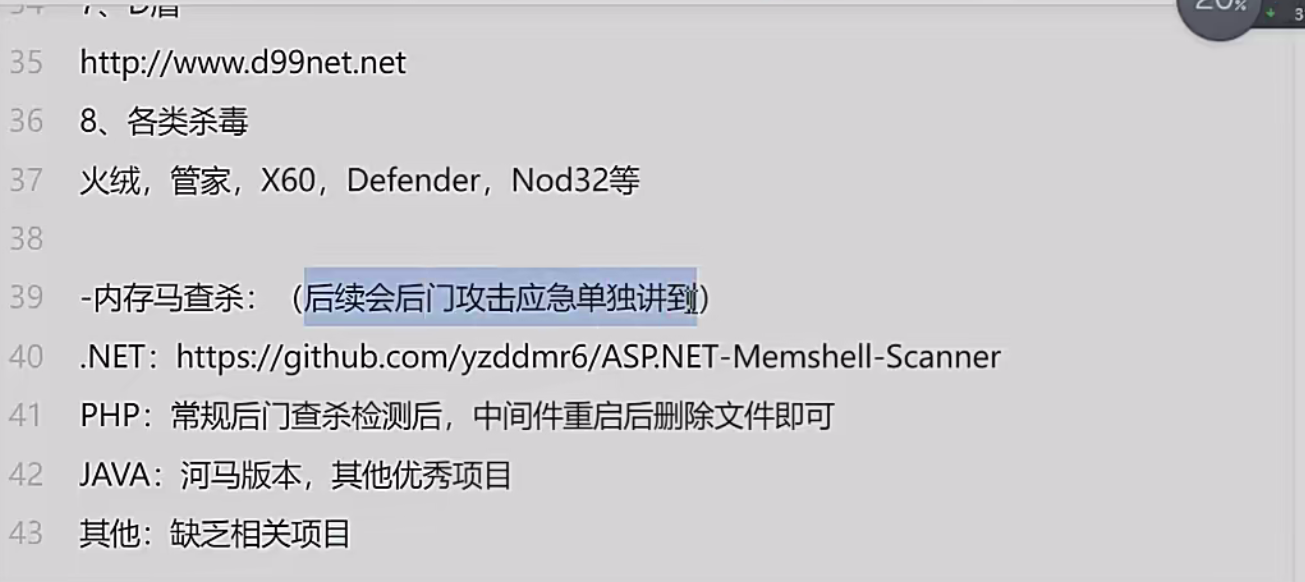 34 7、D盾
35 http://www.d99net.net
36 8、各类杀毒
37 火绒，管家，X60，Defender，Nod32等
38
39 -内存马查杀：（后续会后门攻击应急单独讲到）
40 .NET：https://github.com/yzddmr6/ASP.NET-Memshell-Scanner
41 PHP：常规后门查杀检测后，中间件重启后删除文件即可
42 JAVA：河马版本，其他优秀项目
43 其他：缺乏相关项目
20%
3